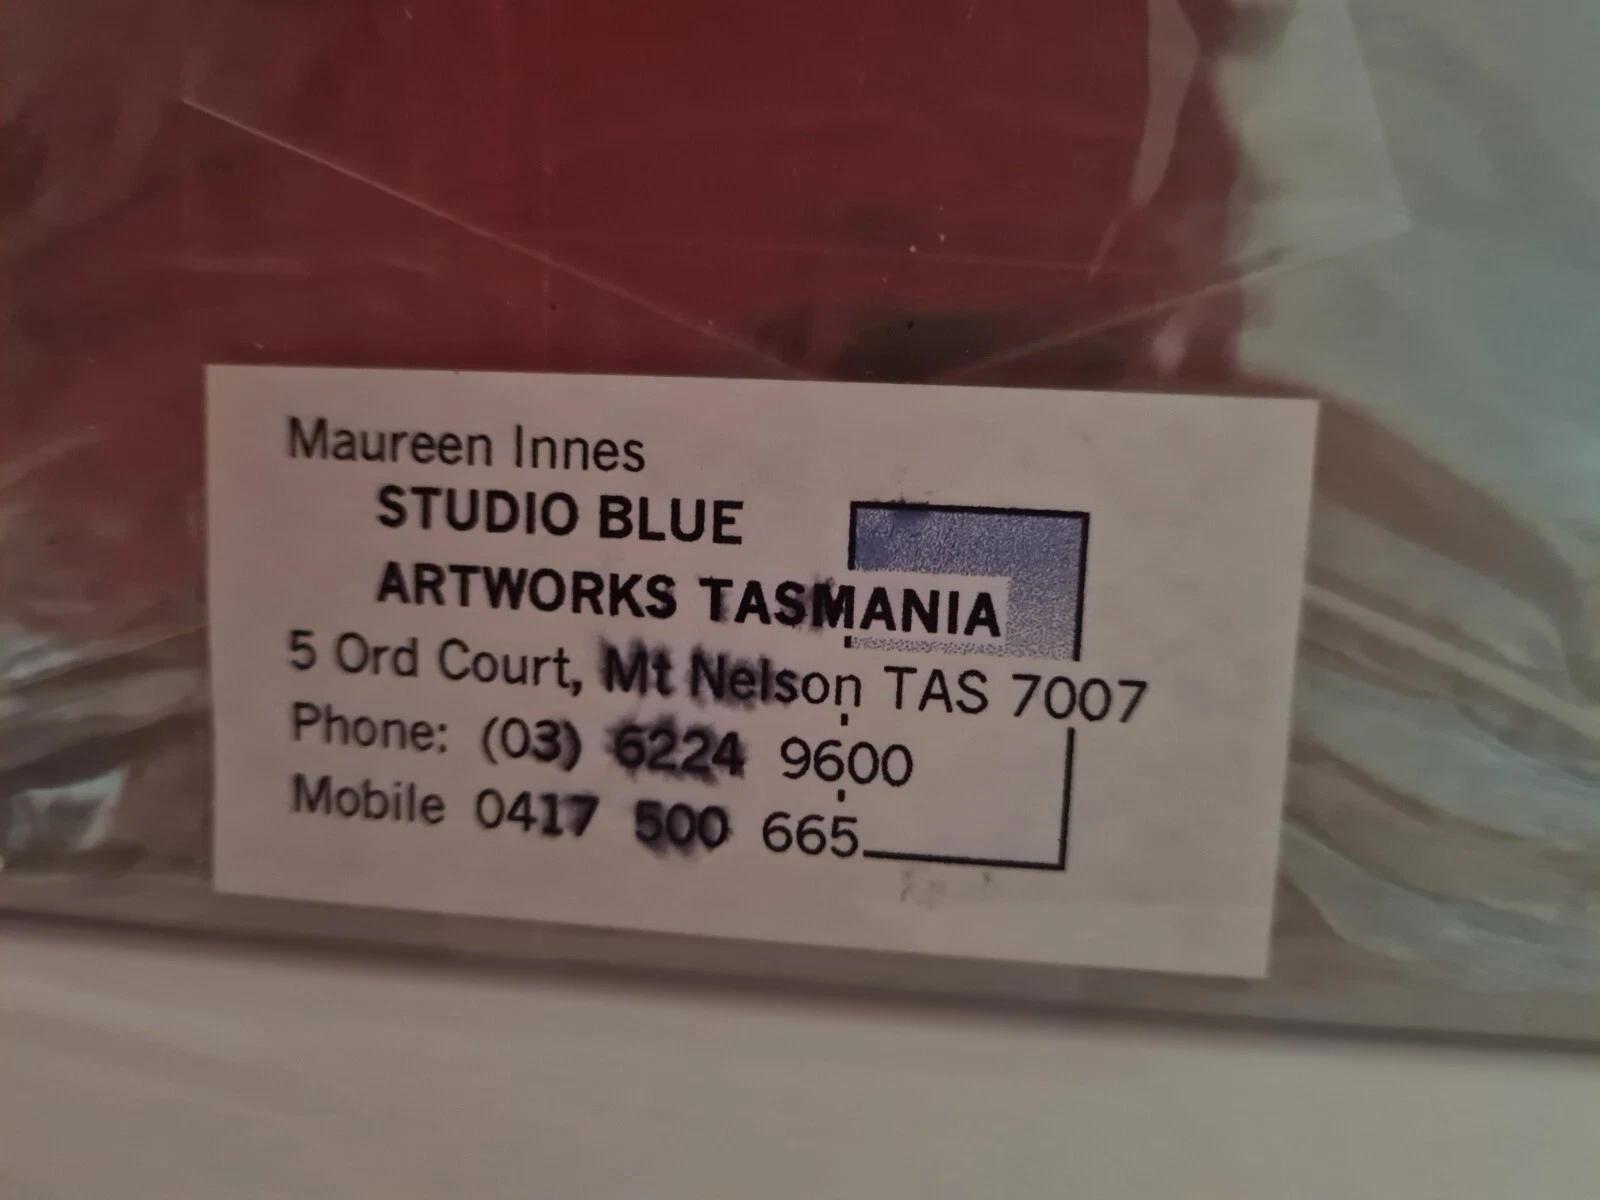 Maureen Innes
STUDIO BLUE
ARTWORKS TASMANIA
5 Ord Court, Mt Nelson TAS 7007
Phone: (03) 6224 9600
Mobile 0417 500 665